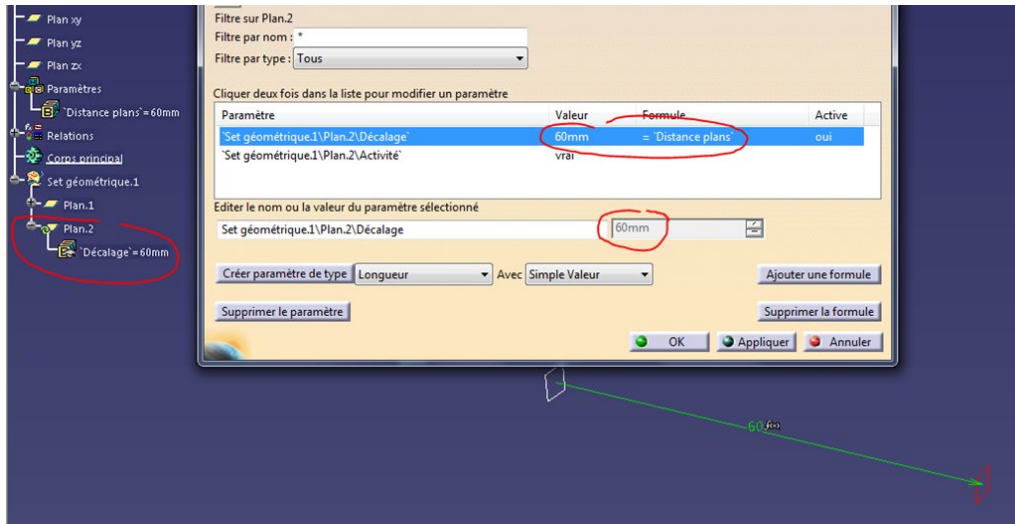 Plan xy
Plan yz
Plan zx
Paramètres
`Distance plans`=60mm
Relations
Corps principal
Set géométrique.1
Plan.1
Plan.2
`Décalage`=60mm
Filtre sur Plan.2
Filtre par nom : *
Filtre par type : Tous
Cliquer deux fois dans la liste pour modifier un paramètre
Paramètre Valeur Formule Active
`Set géométrique.1\Plan.2\Décalage` 60mm = `Distance plans` oui
`Set géométrique.1\Plan.2\Activité` vrai
Editer le nom ou la valeur du paramètre sélectionné
Set géométrique.1\Plan.2\Décalage 60mm
Créer paramètre de type Longueur Avec Simple Valeur Ajouter une formule
Supprimer le paramètre Supprimer la formule
OK Appliquer Annuler
60 f(x)